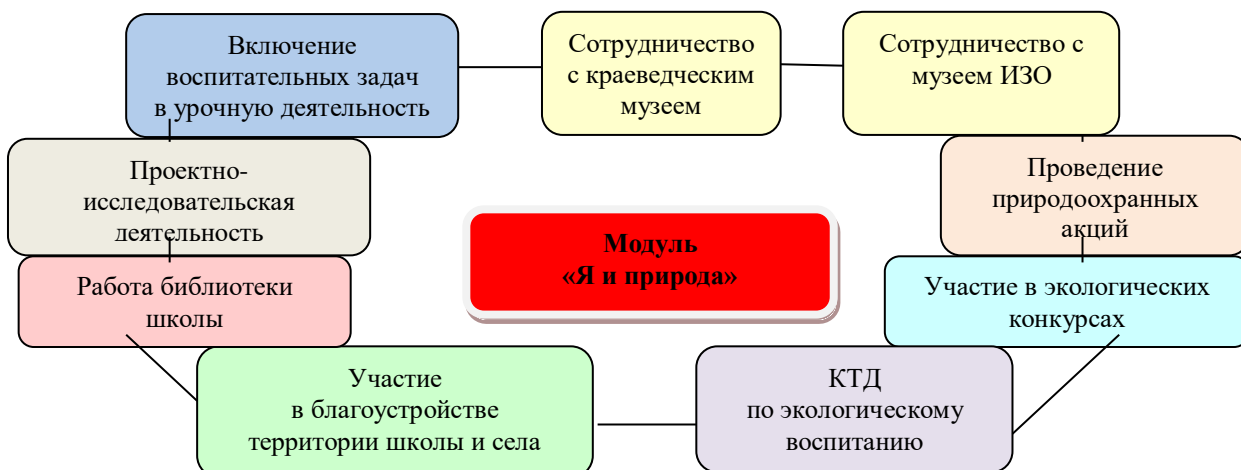 Включение
воспитательных задач
в урочную деятельность
Сотрудничество
с краеведческим
музеем
Сотрудничество с
музеем ИЗО
Проектно-
исследовательская
деятельность
Проведение
природоохранных
акций
Модуль
«Я и природа»
Работа библиотеки
школы
Участие в экологических
конкурсах
Участие
в благоустройстве
территории школы и села
КТД
по экологическому
воспитанию